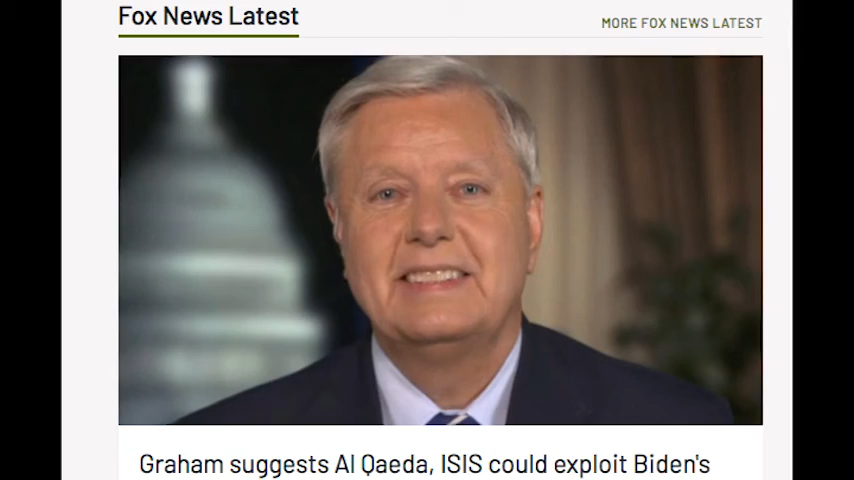 Fox News Latest
MORE FOX NEWS LATEST
Graham suggests Al Qaeda, ISIS could exploit Biden's